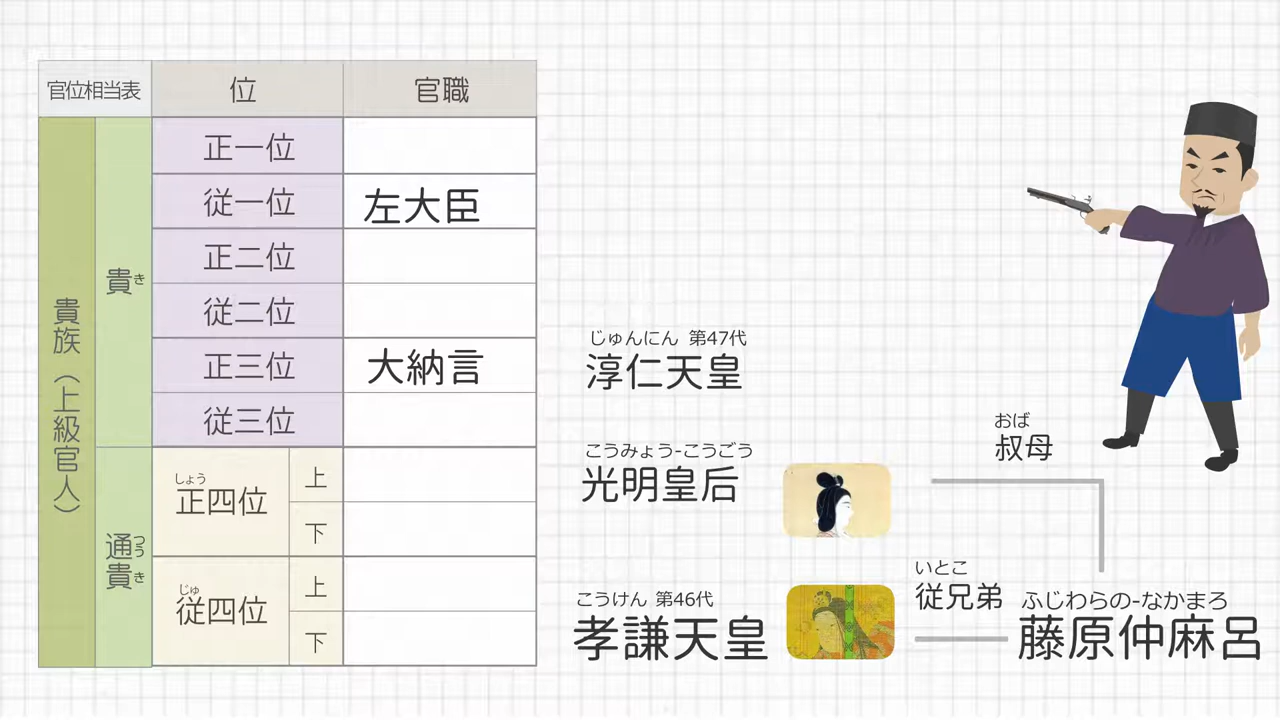 官位相当表
位
官職
貴族（上級官人）
貴き
通つう貴き
正一位
従一位
左大臣
正二位
従二位
正三位
大納言
従三位
しょう
正四位
上
下
じゅ
従四位
上
下
じゅんにん 第47代
淳仁天皇
こうみょう-こうごう
光明皇后
おば
叔母
こうけん 第46代
孝謙天皇
いとこ
従兄弟
ふじわらの-なかまろ
藤原仲麻呂